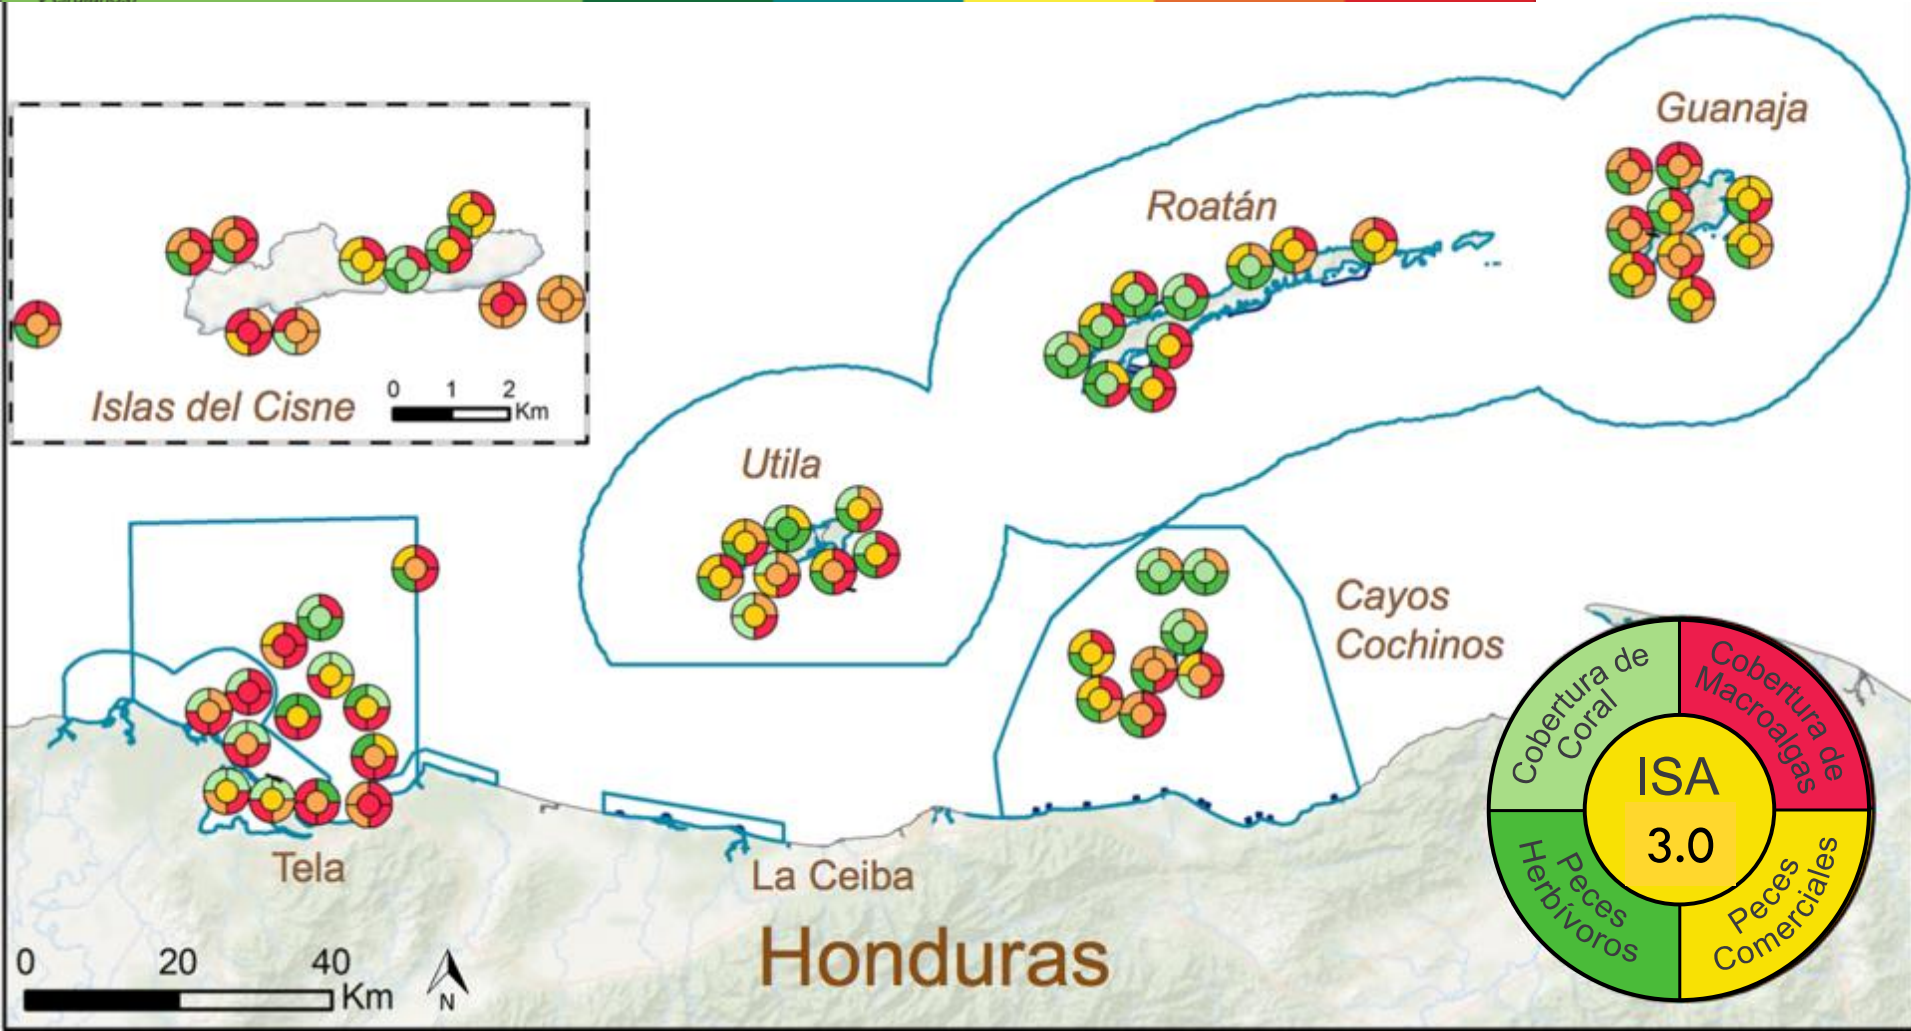 Guanaja
Roatán
Islas del Cisne
0 1 2
Km
Utila
Cayos
Cochinos
Tela
La Ceiba
Honduras
0 20 40
Km
N
Cobertura de
Coral
Cobertura de
Macroalgas
ISA
3.0
Peces
Herbívoros
Peces
Comerciales